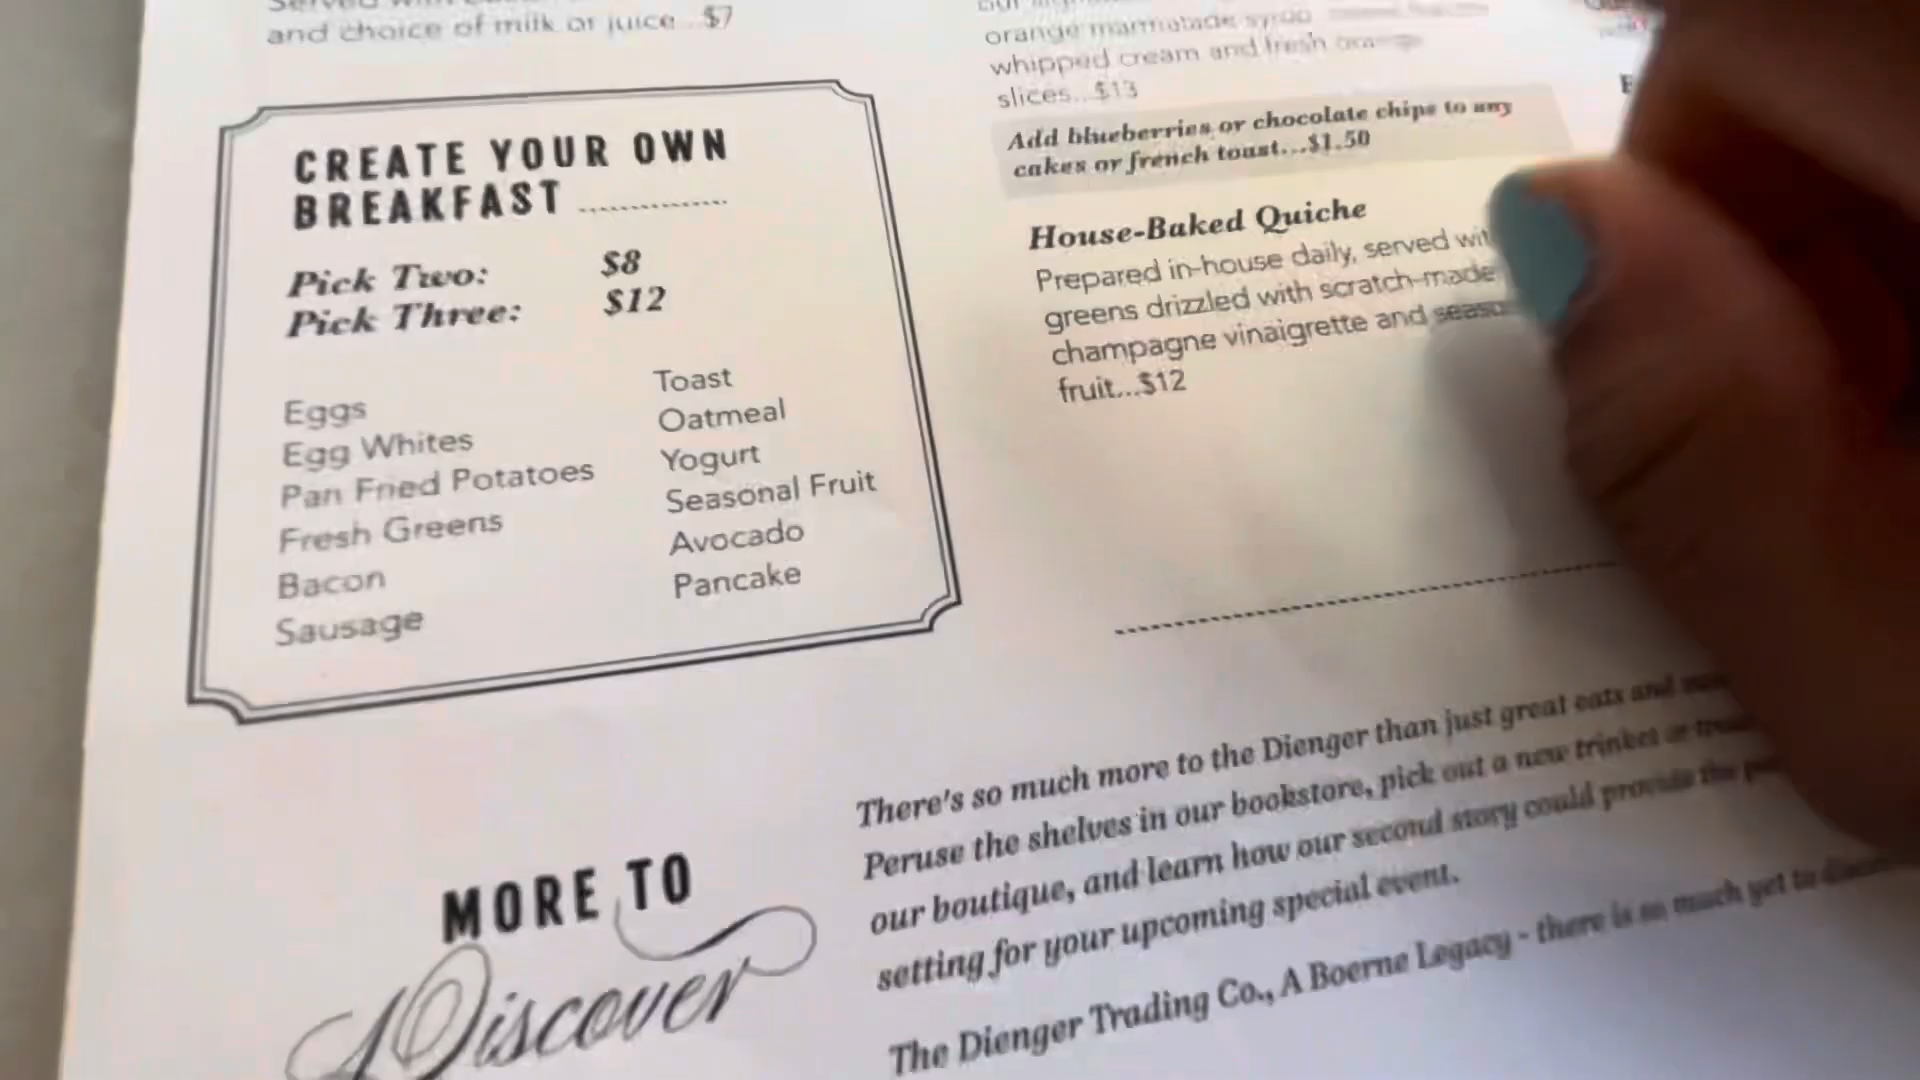 and choice of milk or juice...$7
CREATE YOUR OWN
BREAKFAST
Pick Two: $8
Pick Three: $12
Eggs
Egg Whites
Pan Fried Potatoes
Fresh Greens
Bacon
Sausage
Toast
Oatmeal
Yogurt
Seasonal Fruit
Avocado
Pancake
orange marmalade syrup
whipped cream and fresh orange
slices...$13
Add blueberries or chocolate chips to any
cakes or french toast...$1.50
House-Baked Quiche
Prepared in-house daily, served
greens drizzled with scratch-made
champagne vinaigrette and
fruit...$12
MORE TO
Discover
There's so much more to the Dienger than just great eats and
Peruse the shelves in our bookstore, pick out a new trinket or
our boutique, and learn how our second story could provide the
setting for your upcoming special event.
The Dienger Trading Co., A Boerne Legacy - there is so much yet to